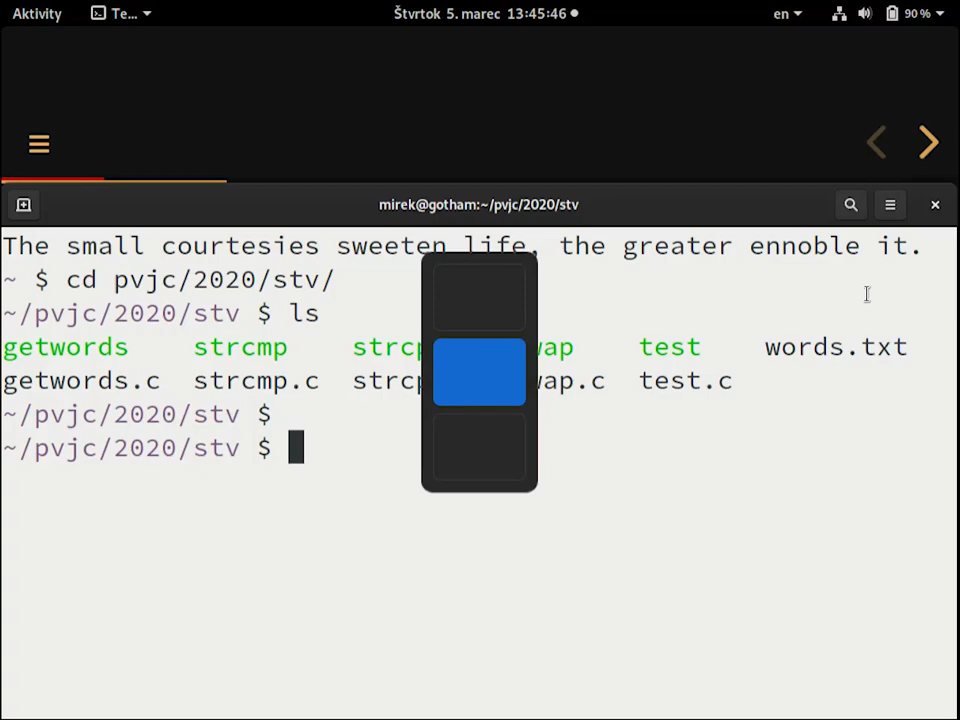 Aktivity Te... Štvrtok 5. marec 13:45:46 en 90 %
mirek@gotham:~/pvjc/2020/stv
The small courtesies sweeten life, the greater ennoble it.
~ $ cd pvjc/2020/stv/
~/pvjc/2020/stv $ ls
getwords strcmp test words.txt
getwords.c strcmp.c test.c
~/pvjc/2020/stv $
~/pvjc/2020/stv $